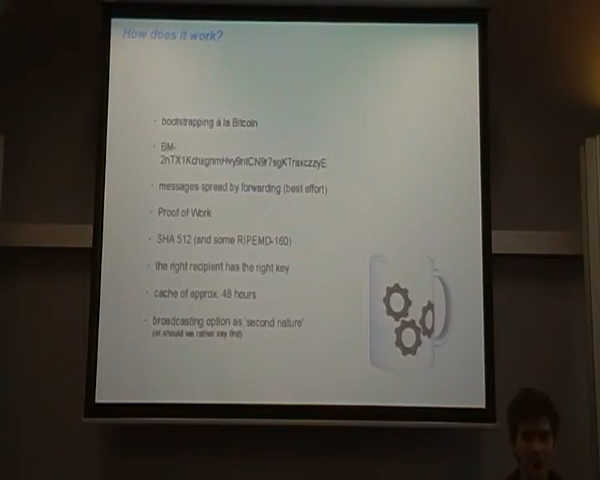 How does it work?
- bootstrapping à la Bitcoin
- BM-
- messages spread by forwarding (best effort)
- Proof of Work
- SHA 512 (and some RIPEMD-160)
- the right recipient has the right key
- cache of approx. 48 hours
- broadcasting option as 'second nature'
(or should we rather say first)